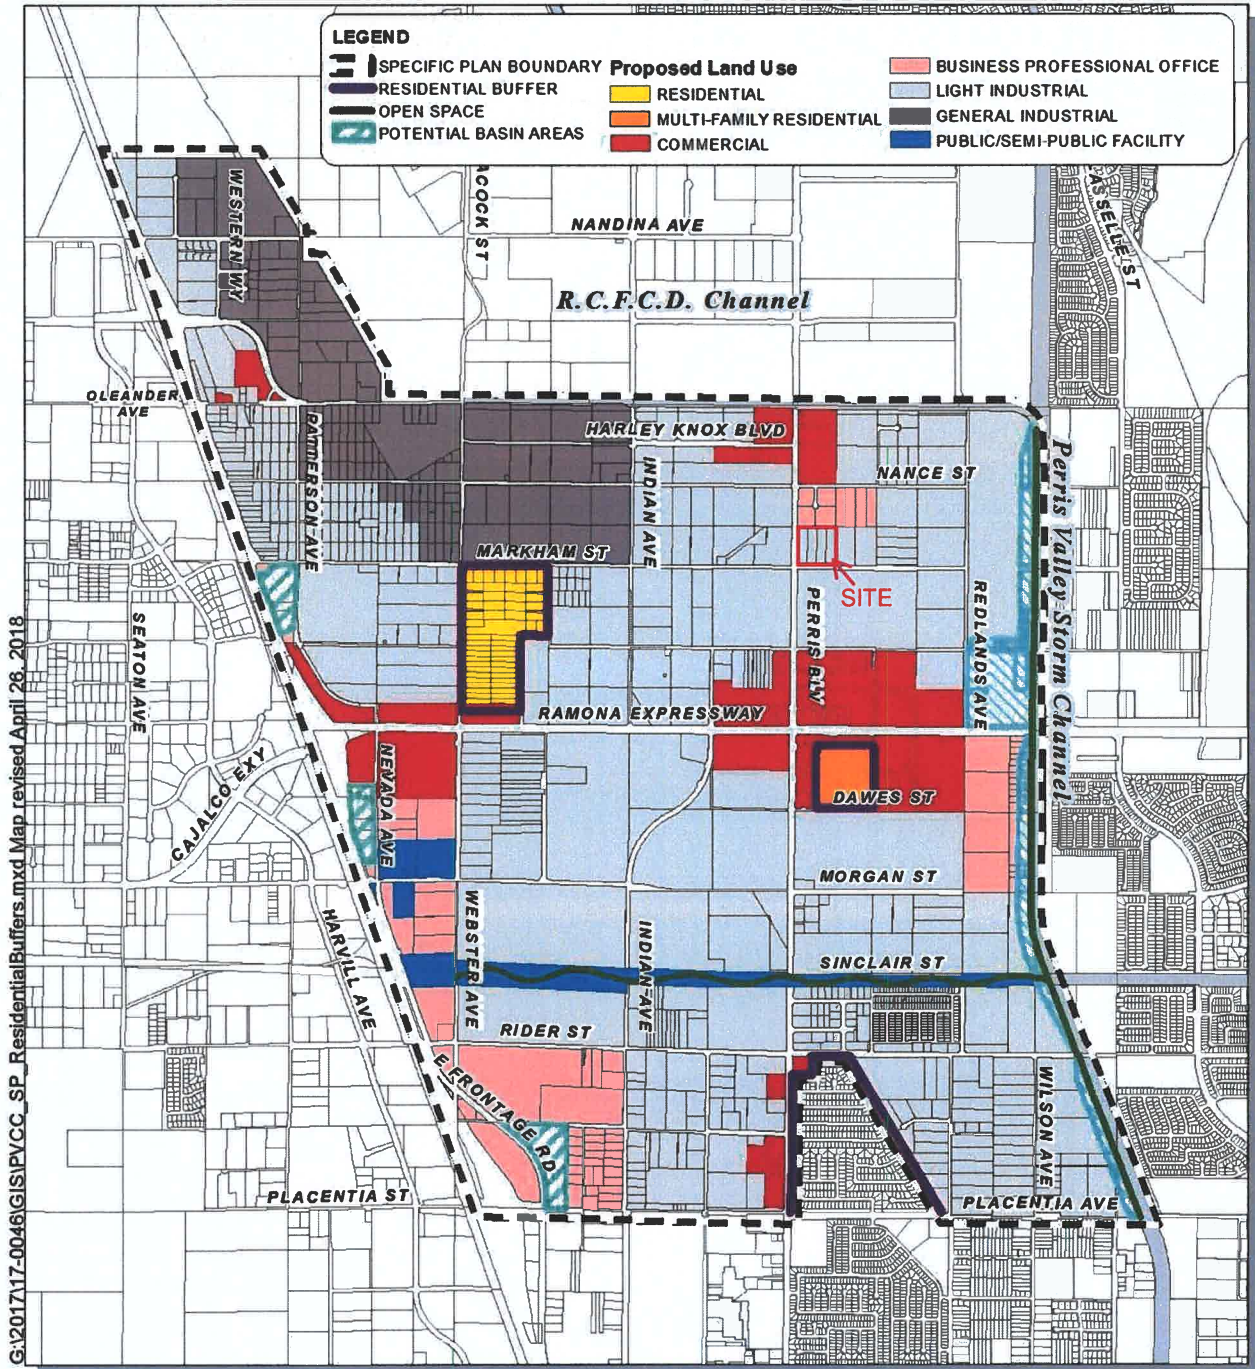 LEGEND
SPECIFIC PLAN BOUNDARY
RESIDENTIAL BUFFER
OPEN SPACE
POTENTIAL BASIN AREAS
Proposed Land Use
RESIDENTIAL
MULTI-FAMILY RESIDENTIAL
COMMERCIAL
BUSINESS PROFESSIONAL OFFICE
LIGHT INDUSTRIAL
GENERAL INDUSTRIAL
PUBLIC/SEMI-PUBLIC FACILITY
WESTERN WY
ACOCK ST
NANDINA AVE
ASSELLE ST
R.C.F.C.D. Channel
OLEANDER
AVE
PATTERSON AVE
HARLEY KNOX BLVD
INDIAN AVE
NANCE ST
MARKHAM ST
SITE
PERRIS BLV
REDLANDS AVE
Perris Valley Storm Channel
SEATON AVE
RAMONA EXPRESSWAY
CAJALCO EXY
NEVADA AVE
DAWES ST
MORGAN ST
HARVILL AVE
WEBSTER AVE
INDIAN AVE
SINCLAIR ST
RIDER ST
E FRONTAGE RD
WILSON AVE
PLACENTIA ST
PLACENTIA AVE
G:\2017\17-0046\GIS\PVCC_SP_ResidentialBuffers.mxd Map revised April 26, 2018